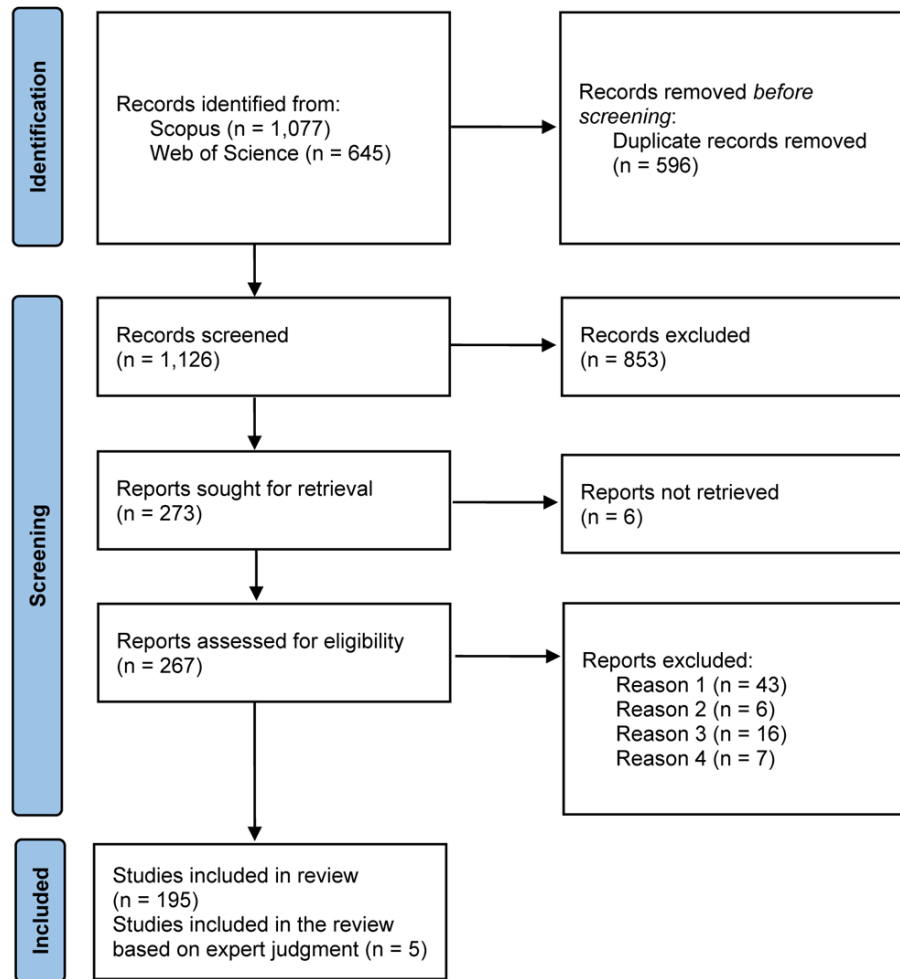 Identification
Records identified from:
Scopus (n = 1,077)
Web of Science (n = 645)
Records removed before
screening:
Duplicate records removed
(n = 596)
Screening
Records screened
(n = 1,126)
Records excluded
(n = 853)
Reports sought for retrieval
(n = 273)
Reports not retrieved
(n = 6)
Reports assessed for eligibility
(n = 267)
Reports excluded:
Reason 1 (n = 43)
Reason 2 (n = 6)
Reason 3 (n = 16)
Reason 4 (n = 7)
Included
Studies included in review
(n = 195)
Studies included in the review
based on expert judgment (n = 5)